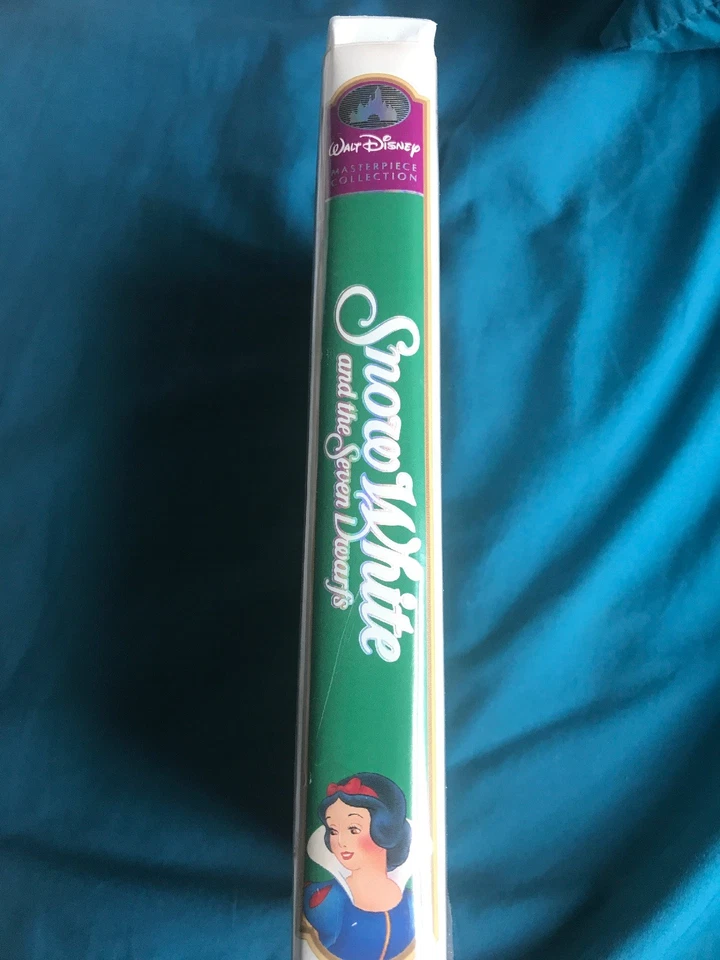 Walt Disney
MASTERPIECE
COLLECTION
Snow White
and the Seven Dwarfs